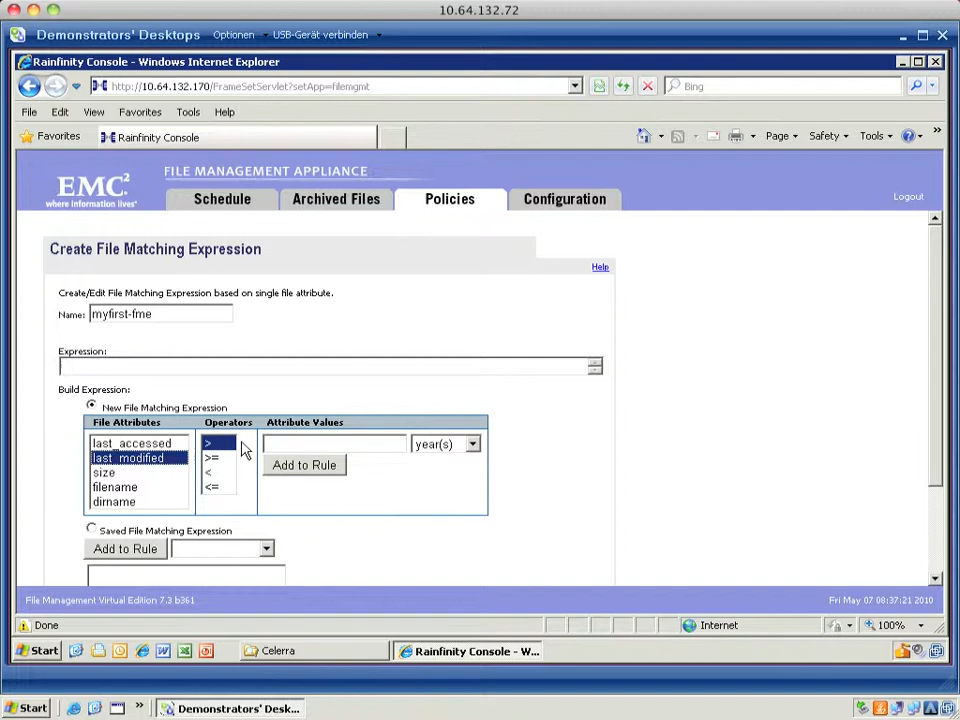 10.64.132.72
Demonstrators' Desktops Optionen USB-Gerät verbinden
Rainfinity Console - Windows Internet Explorer
http://10.64.132.170/FrameSetServlet?setApp=filemgmt Bing
File Edit View Favorites Tools Help
Favorites Rainfinity Console Page Safety Tools »
FILE MANAGEMENT APPLIANCE
EMC²
where information lives®
Schedule Archived Files Policies Configuration Logout
Create File Matching Expression
Help
Create/Edit File Matching Expression based on single file attribute.
Name: myfirst-fme
Expression:
Build Expression:
New File Matching Expression
File Attributes Operators Attribute Values
last_accessed > year(s)
last_modified >= Add to Rule
size <
filename <=
dirname
Saved File Matching Expression
Add to Rule
File Management Virtual Edition 7.3 b361 Fri May 07 08:37:21 2010
Done Internet 100%
Start Celerra Rainfinity Console - W...
Start » Demonstrators' Desk...